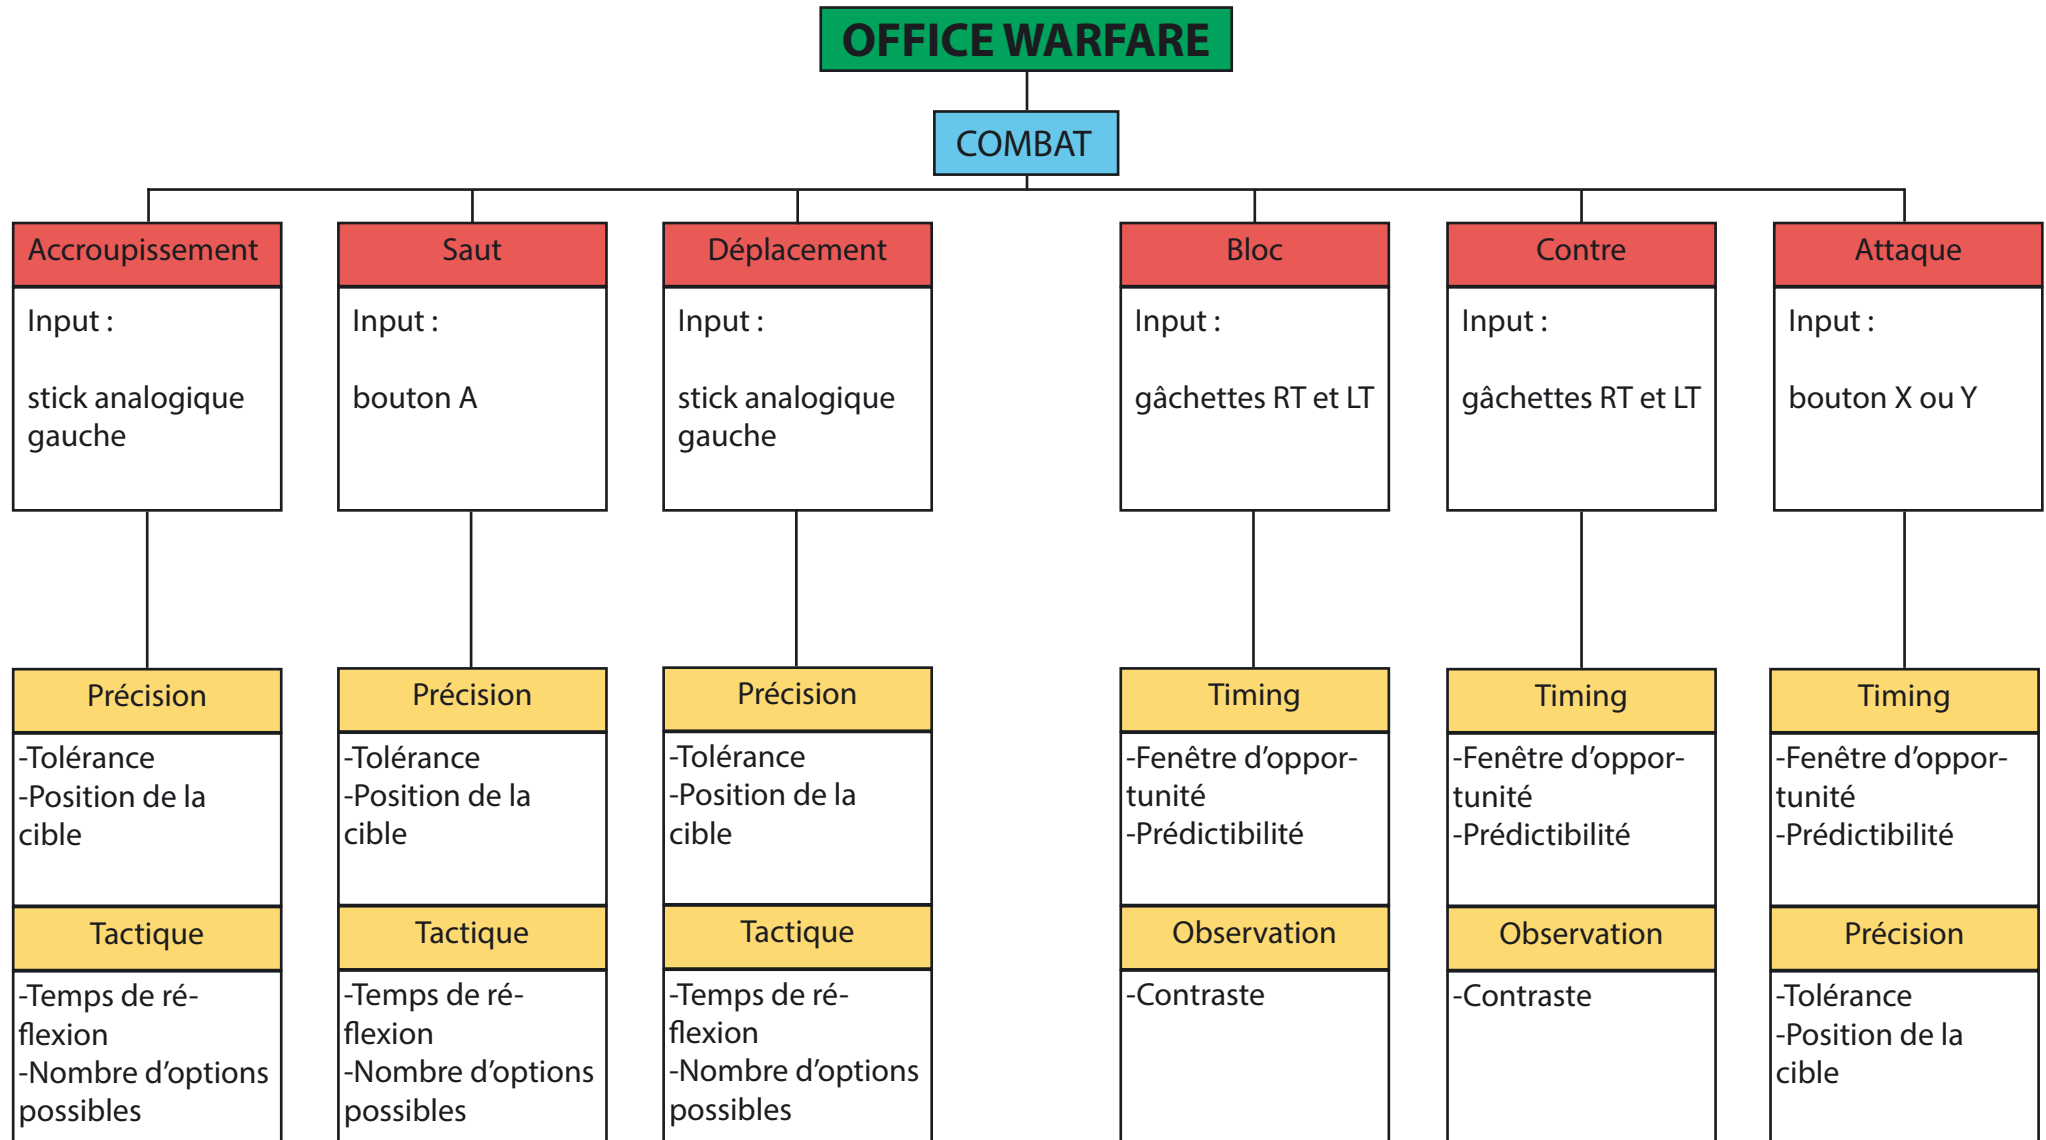 OFFICE WARFARE
COMBAT
Accroupissement
Input :
stick analogique
gauche
Saut
Input :
bouton A
Déplacement
Input :
stick analogique
gauche
Bloc
Input :
gâchettes RT et LT
Contre
Input :
gâchettes RT et LT
Attaque
Input :
bouton X ou Y
Précision
-Tolérance
-Position de la
cible
Tactique
-Temps de ré-
flexion
-Nombre d’options
possibles
Précision
-Tolérance
-Position de la
cible
Tactique
-Temps de ré-
flexion
-Nombre d’options
possibles
Précision
-Tolérance
-Position de la
cible
Tactique
-Temps de ré-
flexion
-Nombre d’options
possibles
Timing
-Fenêtre d’oppor-
tunité
-Prédictibilité
Observation
-Contraste
Timing
-Fenêtre d’oppor-
tunité
-Prédictibilité
Observation
-Contraste
Timing
-Fenêtre d’oppor-
tunité
-Prédictibilité
Précision
-Tolérance
-Position de la
cible